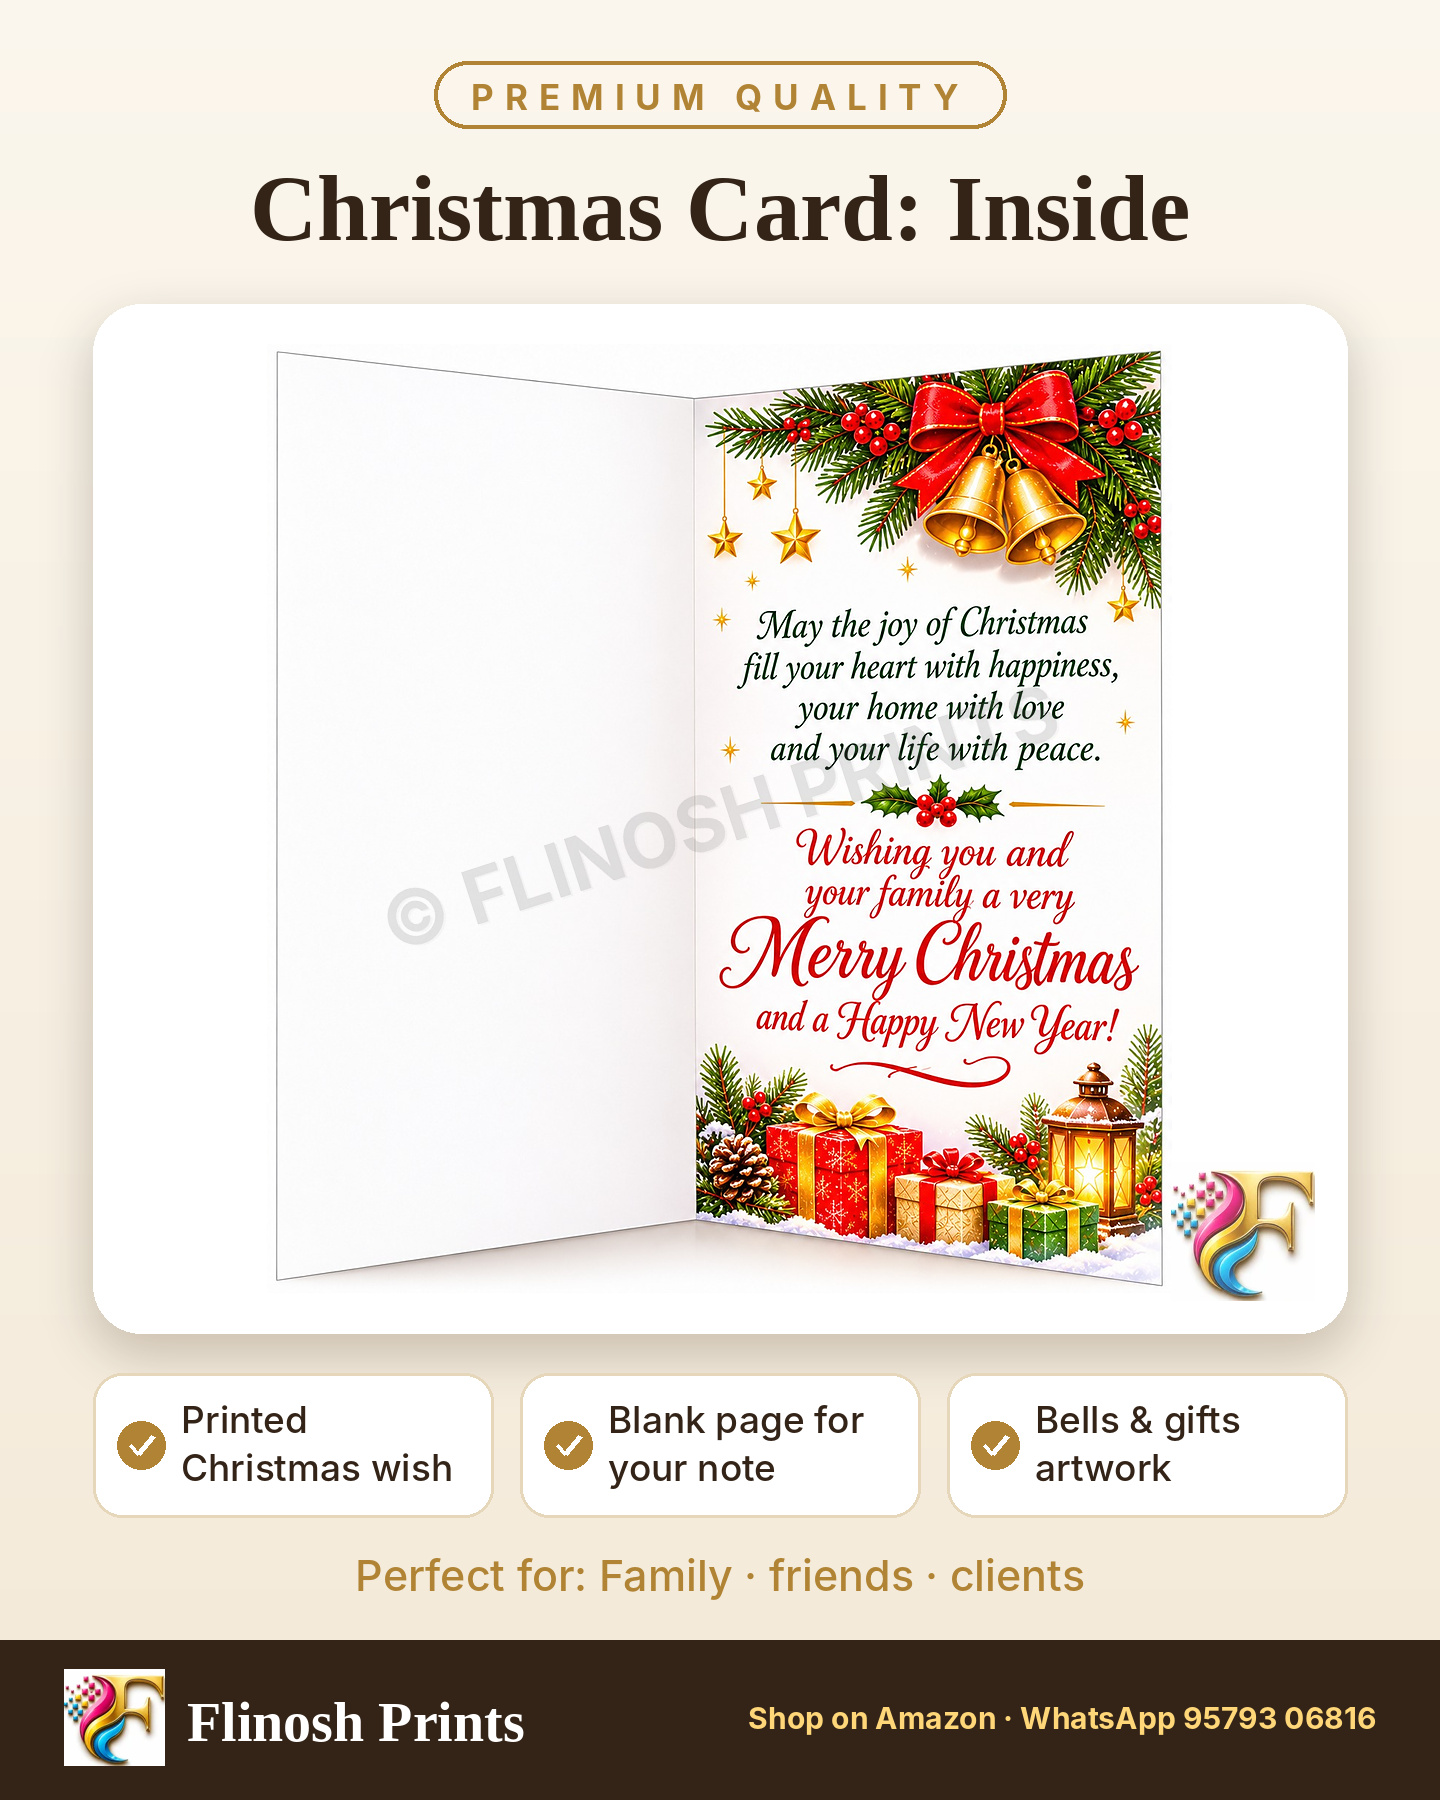 PREMIUM QUALITY
Christmas Card: Inside
May the joy of Christmas
fill your heart with happiness,
your home with love
and your life with peace.
© FLINOSH PRINTS
Wishing you and
your family a very
Merry Christmas
and a Happy New Year!
F
Printed
Christmas wish
Blank page for
your note
Bells & gifts
artwork
Perfect for: Family · friends · clients
F
Flinosh Prints
Shop on Amazon · WhatsApp 95793 06816